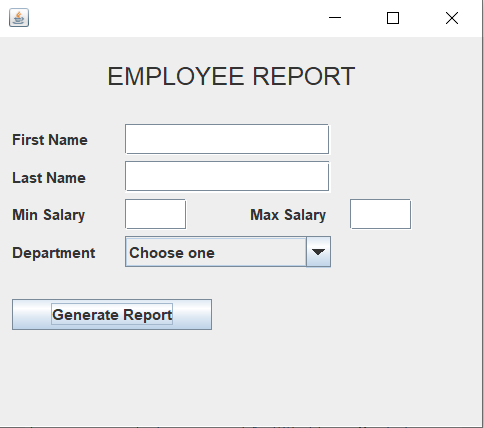 EMPLOYEE REPORT
First Name
Last Name
Min Salary Max Salary
Department Choose one
Generate Report